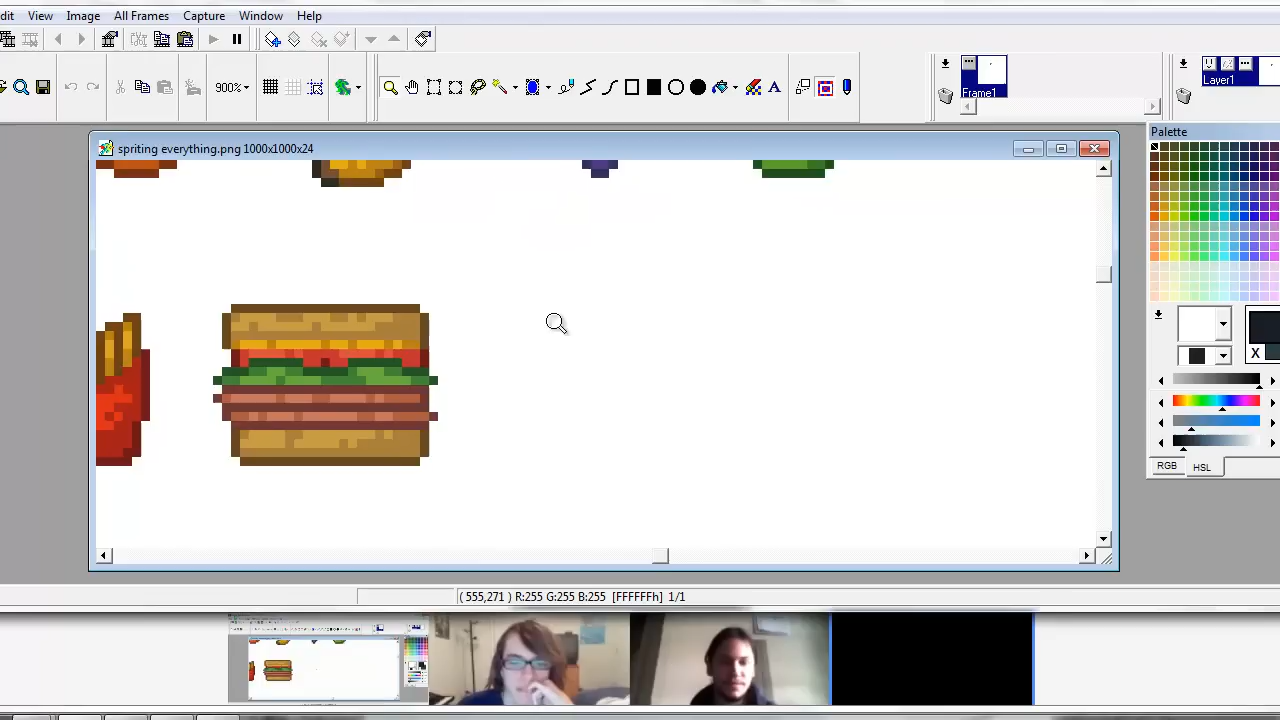 dit View Image All Frames Capture Window Help
900%
A
Frame1
Layer1
spriting everything.png 1000x1000x24
Palette
X
RGB HSL
( 555,271 ) R:255 G:255 B:255 [FFFFFFh] 1/1